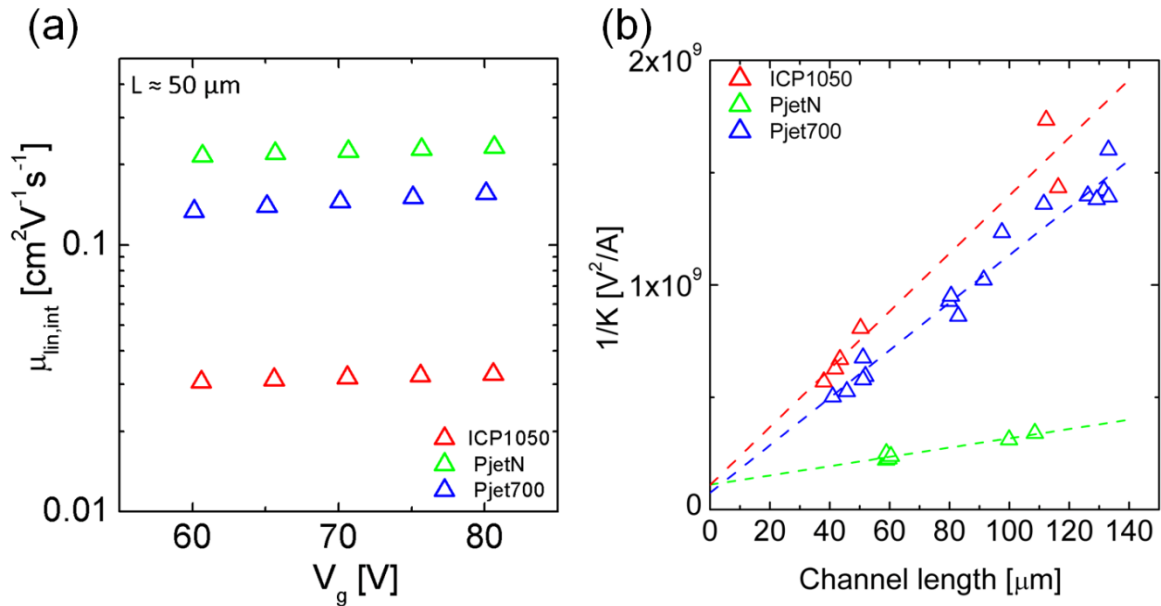 (a)
L ≈ 50 µm
0.1
0.01
60
70
80
μlin,int [cm²V⁻¹s⁻¹]
Vg [V]
ICP1050
PjetN
Pjet700
(b)
2x10⁹
1x10⁹
0
1/K [V²/A]
ICP1050
PjetN
Pjet700
0 20 40 60 80 100 120 140
Channel length [μm]